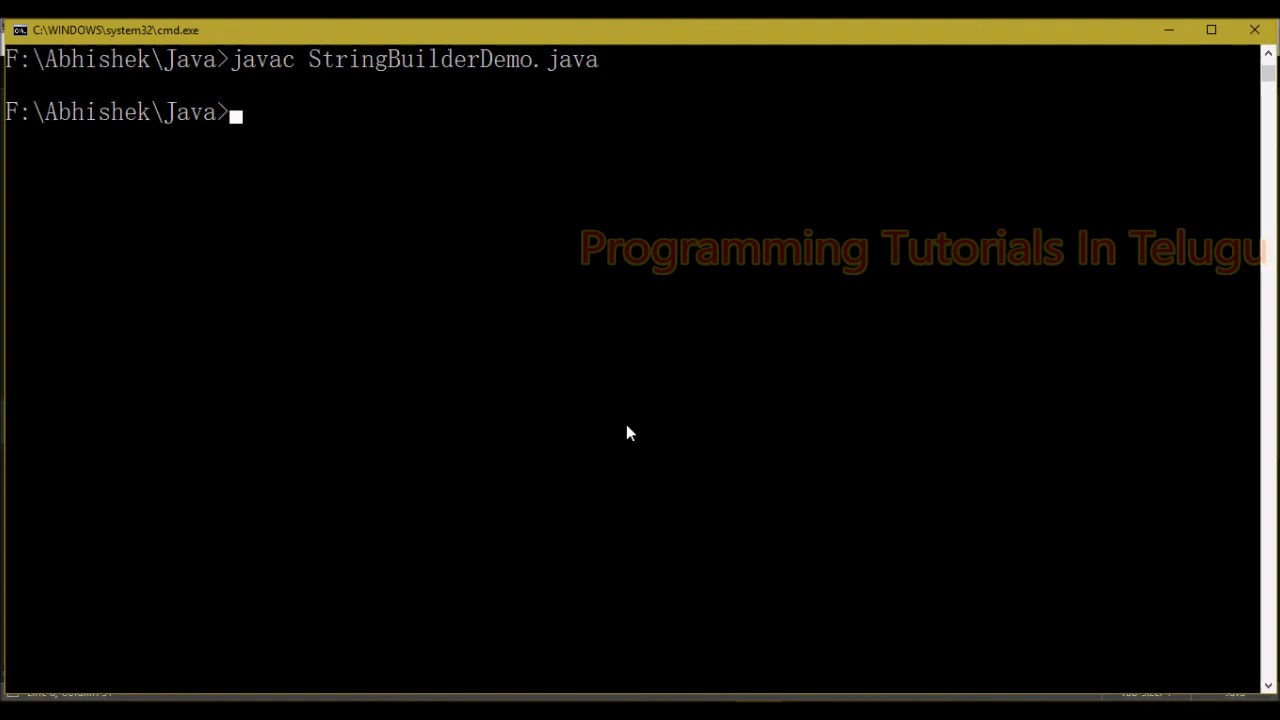 C:\WINDOWS\system32\cmd.exe
F:\Abhishek\Java>javac StringBuilderDemo.java
F:\Abhishek\Java>
Programming Tutorials In Telugu